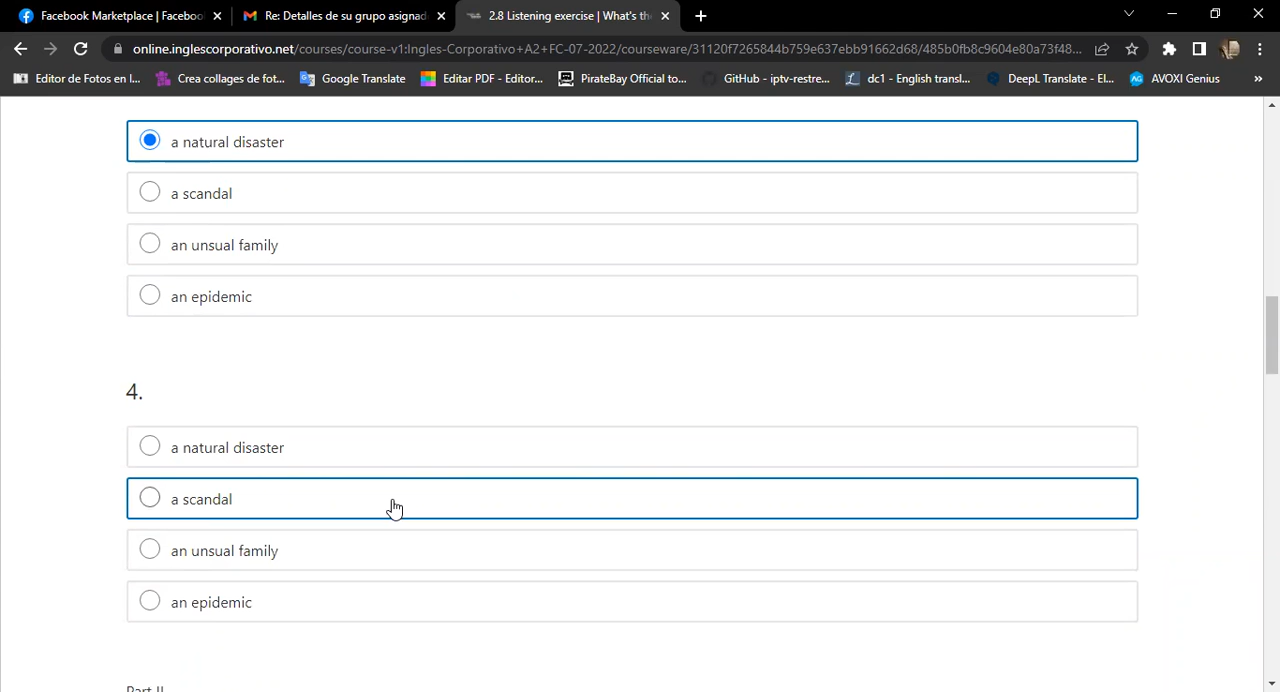 Facebook Marketplace | Faceboo
Re: Detalles de su grupo asignad
2.8 Listening exercise | What's the
online.inglescorporativo.net/courses/course-v1:Ingles-Corporativo+A2+FC-07-2022/courseware/31120f7265844b759e637ebb91662d68/485b0fb8c9604e80a73f48...
Editor de Fotos en l...
Crea collages de fot...
Google Translate
Editar PDF - Editor...
PirateBay Official to...
GitHub - iptv-restre...
dc1 - English transl...
DeepL Translate - El...
AVOXI Genius
a natural disaster
a scandal
an unsual family
an epidemic
4.
a natural disaster
a scandal
an unsual family
an epidemic
Part II